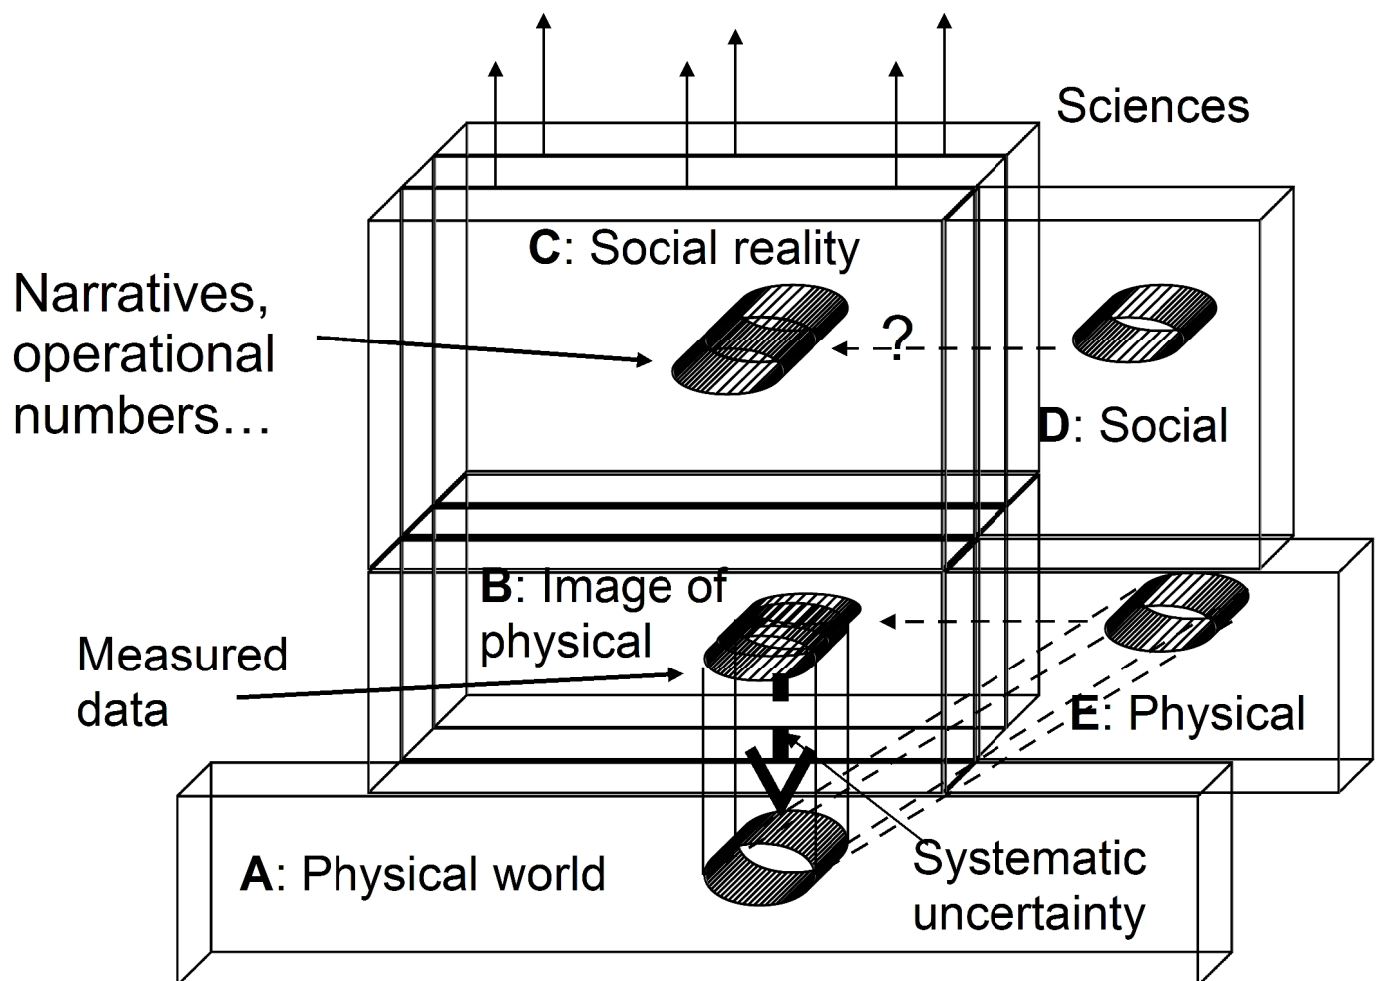 Sciences
C: Social reality
Narratives,
operational
numbers…
?
D: Social
B: Image of
physical
Measured
data
E: Physical
A: Physical world
Systematic
uncertainty